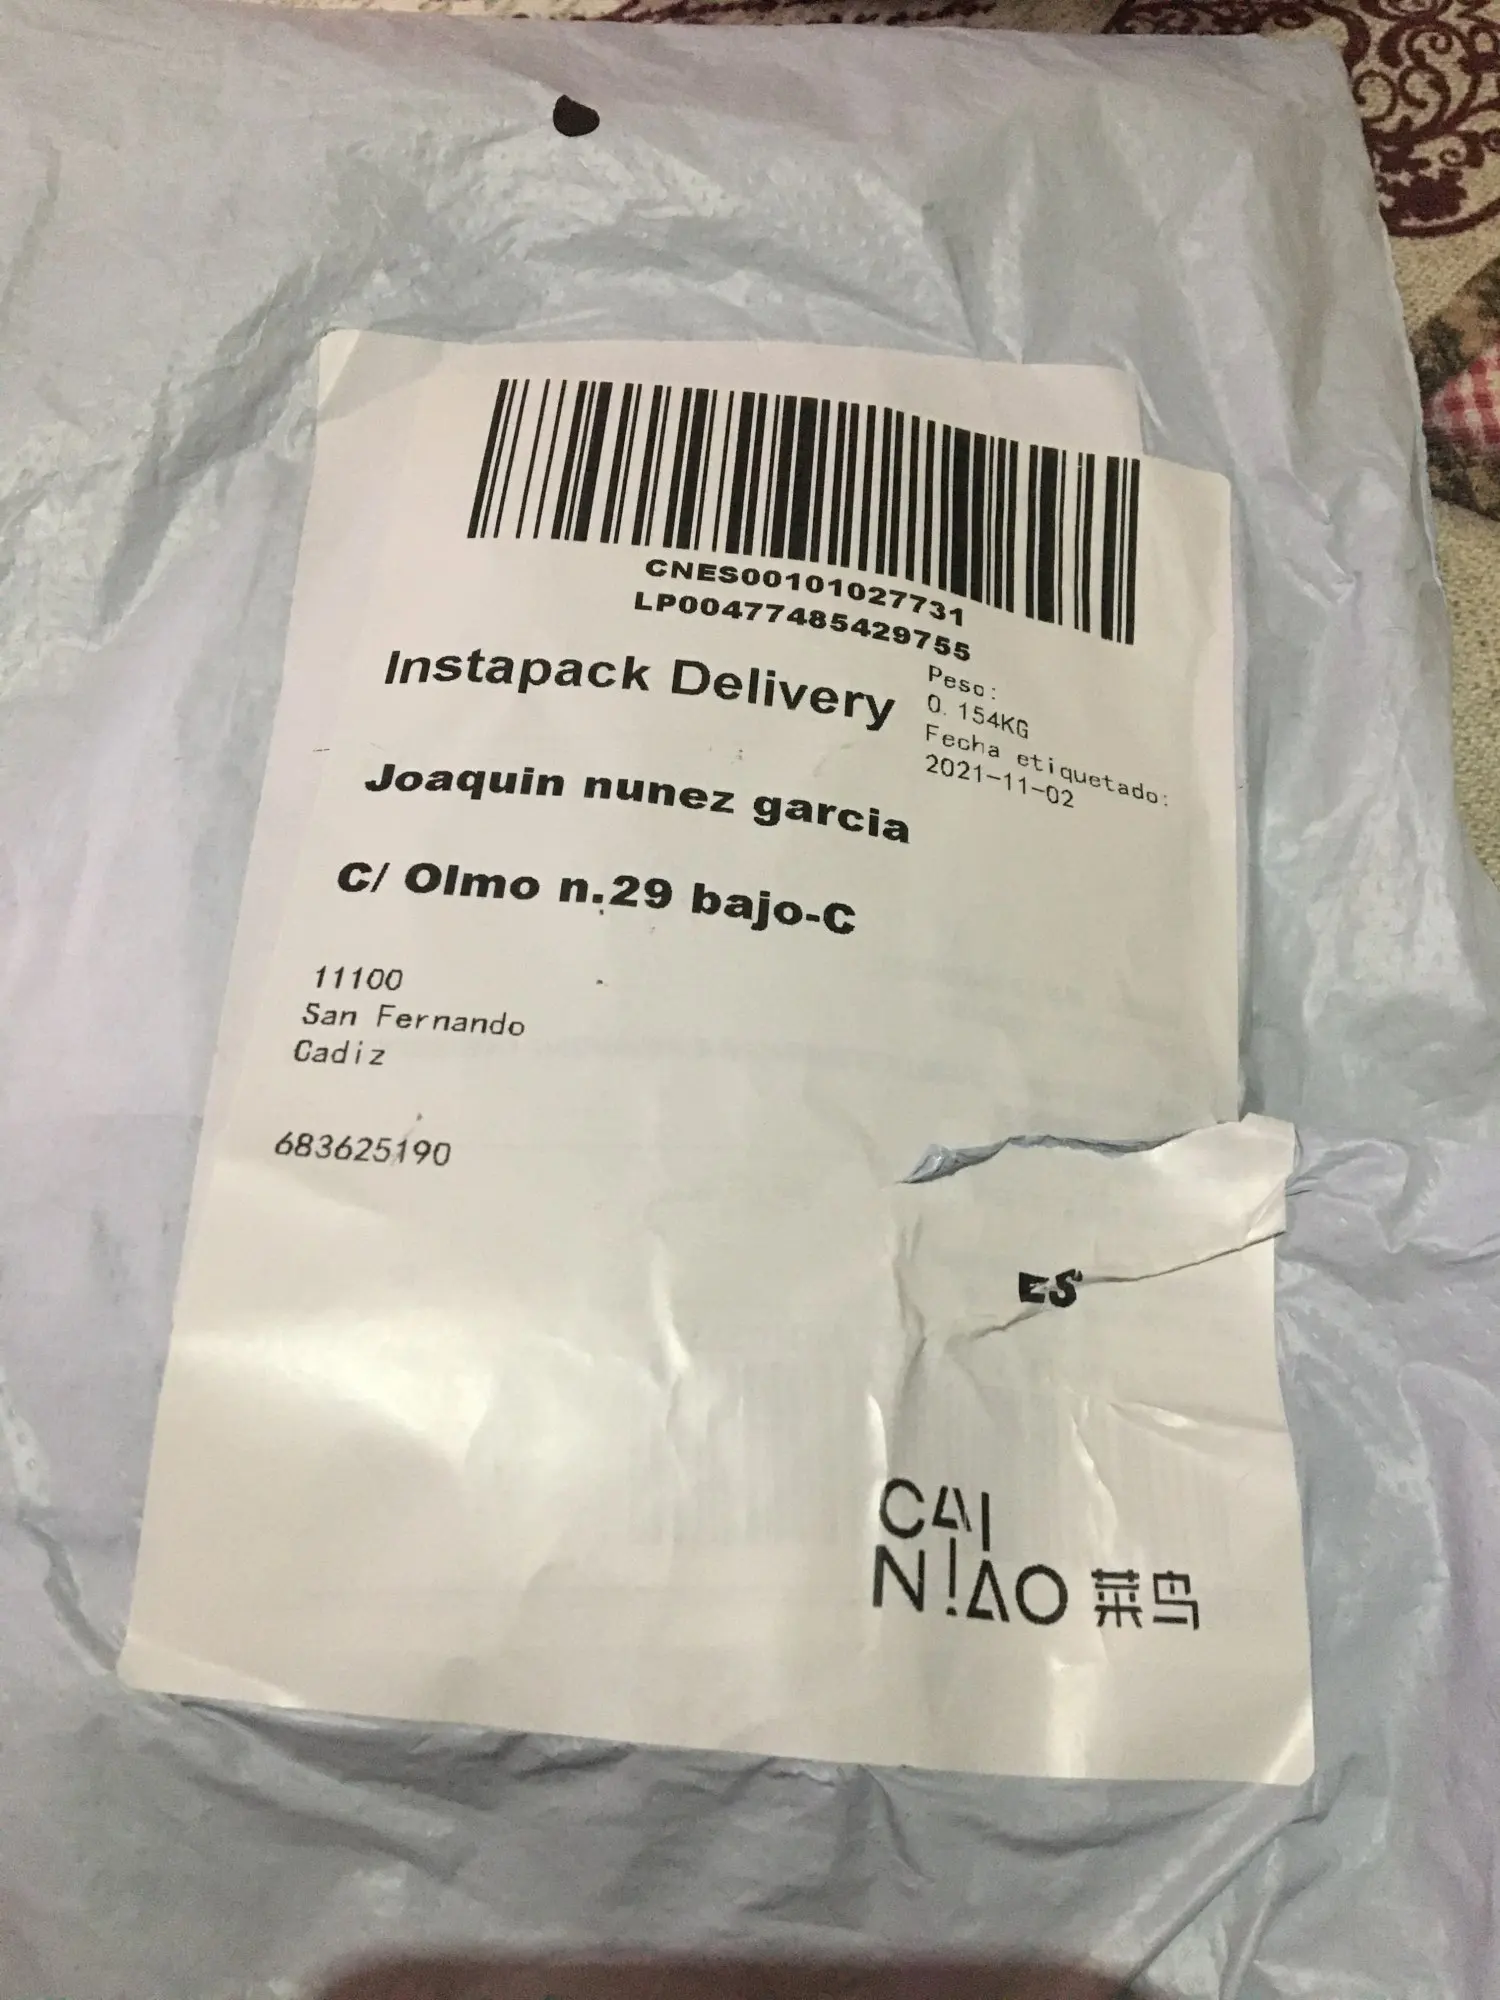 CNES00101027731
LP00477485429755
Instapack Delivery
Peso:
0.154KG
Fecha etiquetado:
2021-11-02
Joaquin nunez garcia
C/ Olmo n.29 bajo-C
11100
San Fernando
Cadiz
683625190
ES
CAI
NIAO 菜鸟